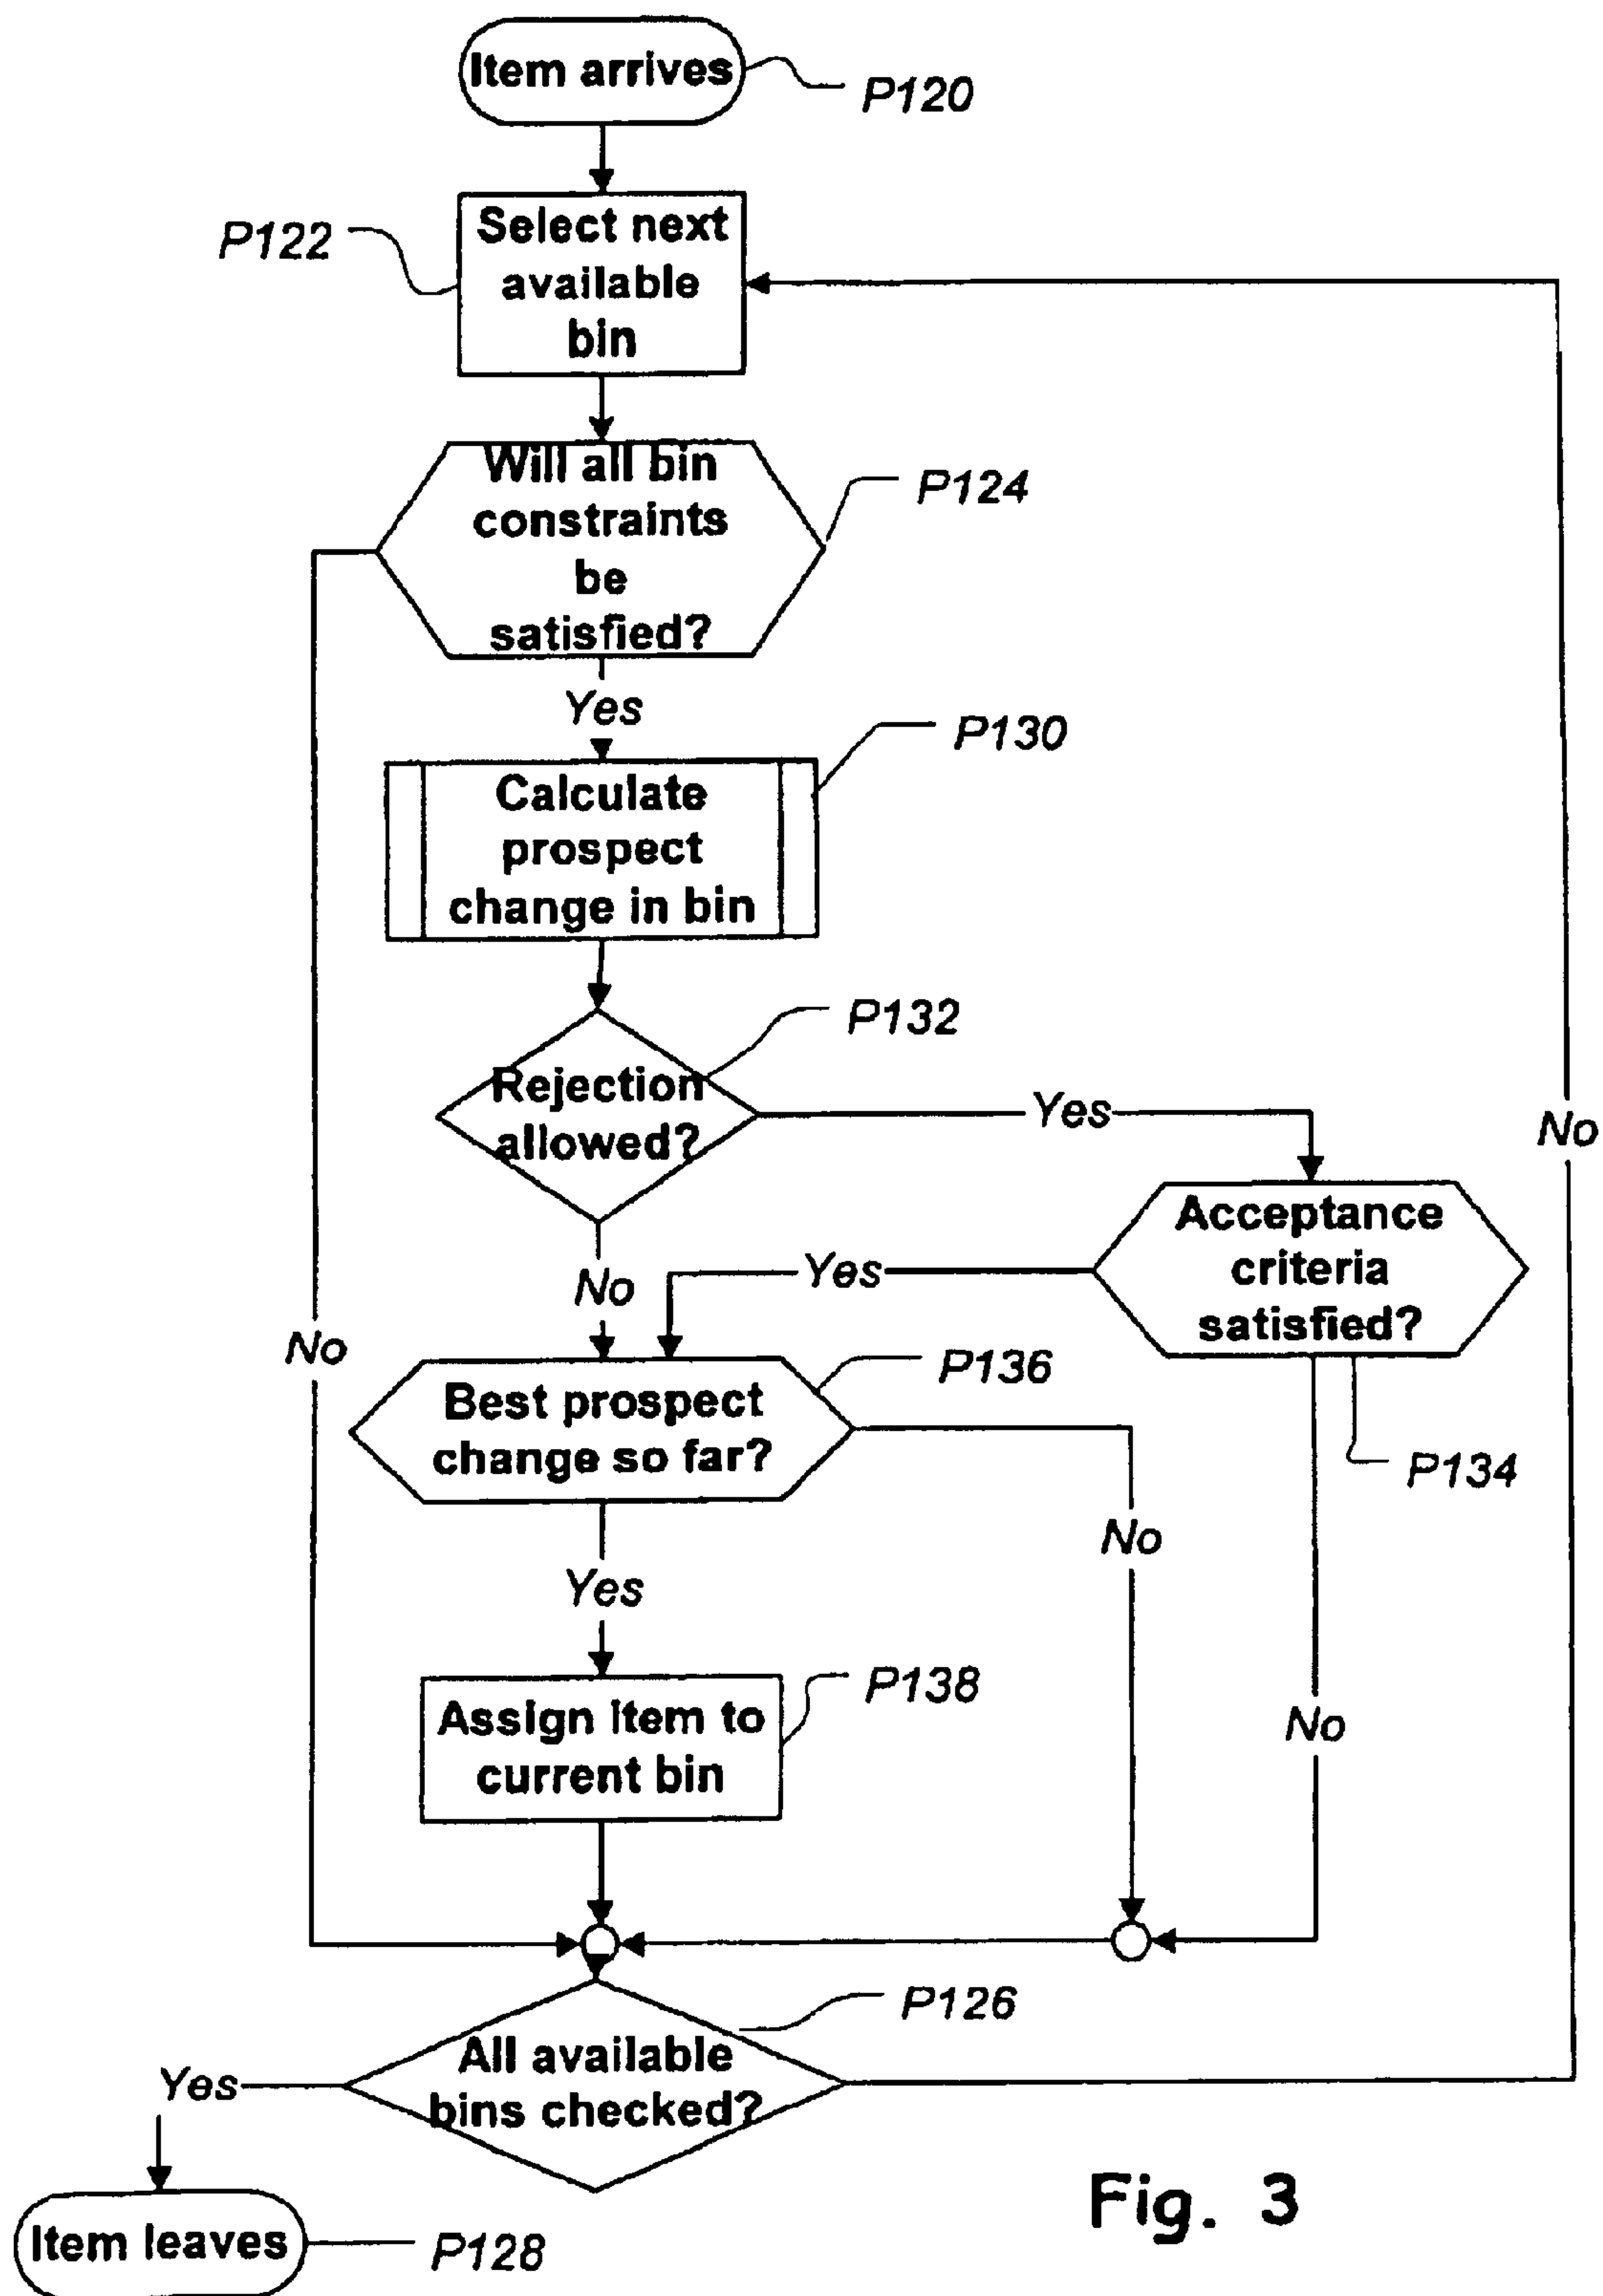 Item arrives
P120
P122
Select next
available
bin
Will all bin
constraints
be
satisfied?
P124
Yes
P130
Calculate
prospect
change in bin
P132
Rejection
allowed?
Yes
No
Acceptance
criteria
satisfied?
Yes
No
No
P136
Best prospect
change so far?
P134
No
Yes
P138
Assign item to
current bin
No
P126
All available
bins checked?
Yes
Fig. 3
Item leaves
P128